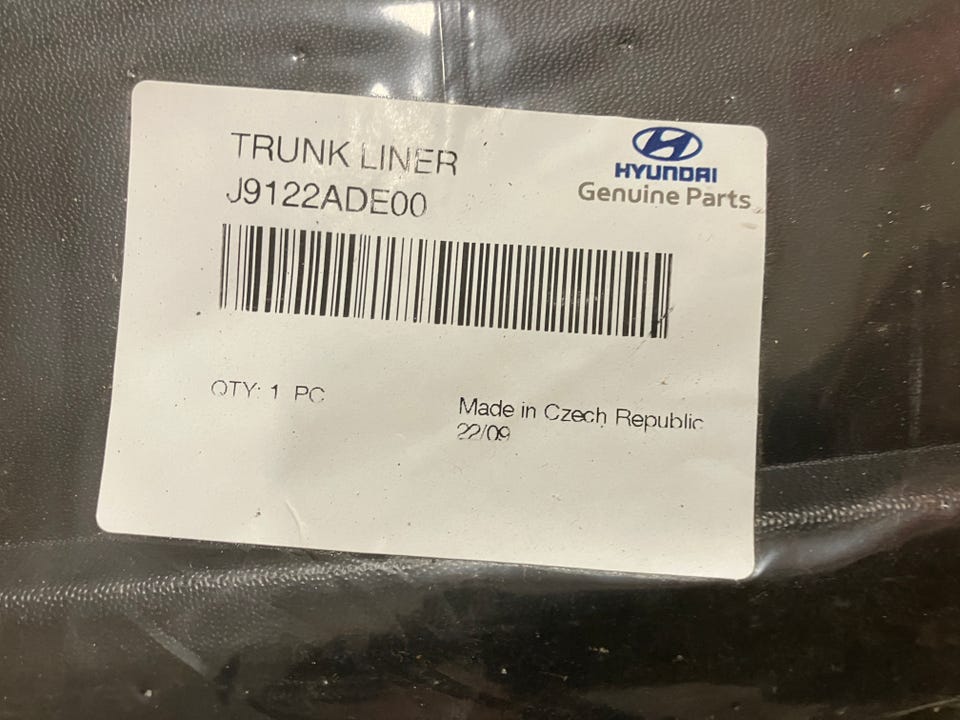 TRUNK LINER
J9122ADE00
HYUNDAI
Genuine Parts
QTY: 1 PC
Made in Czech Republic
22/09